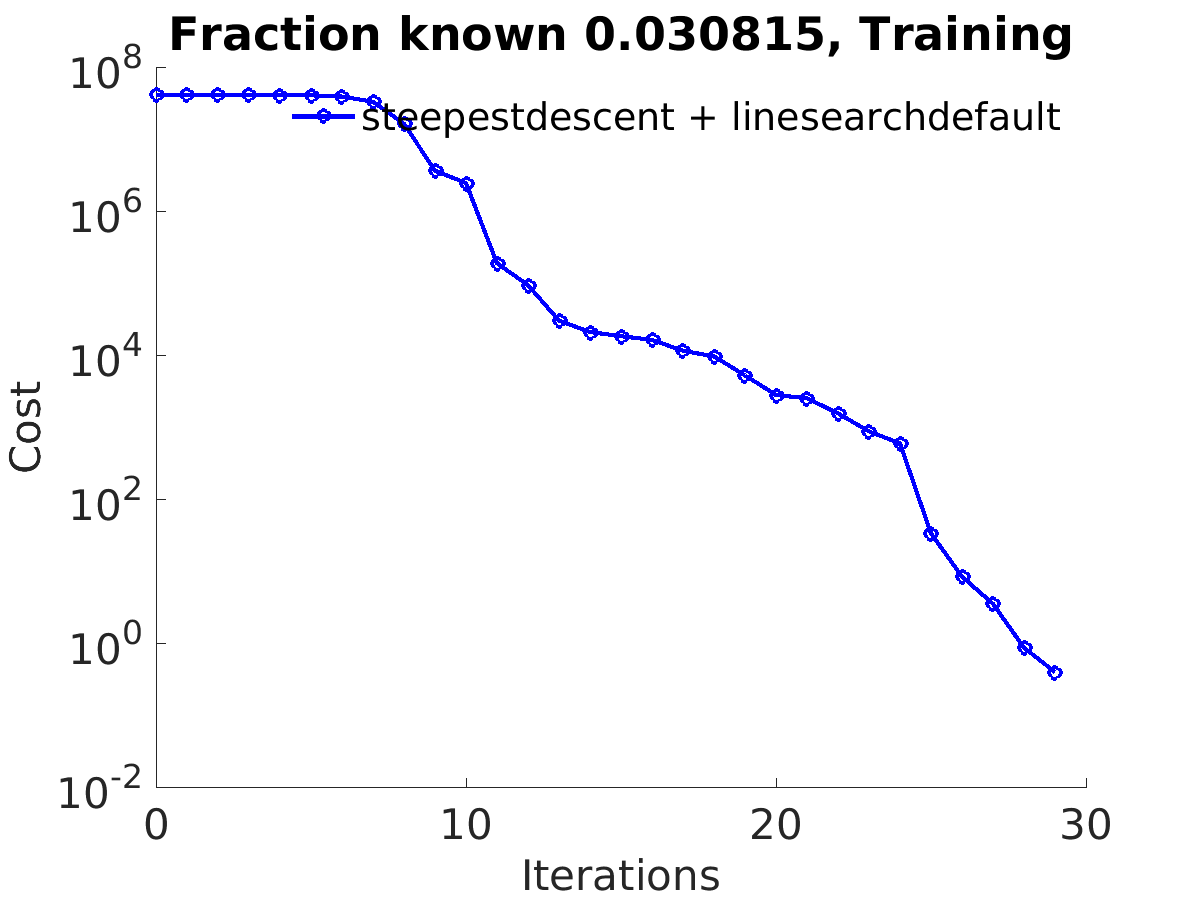 Fraction known 0.030815, Training
steepestdescent + linesearchdefault
10^8
10^6
10^4
10^2
10^0
10^-2
Cost
0 10 20 30
Iterations